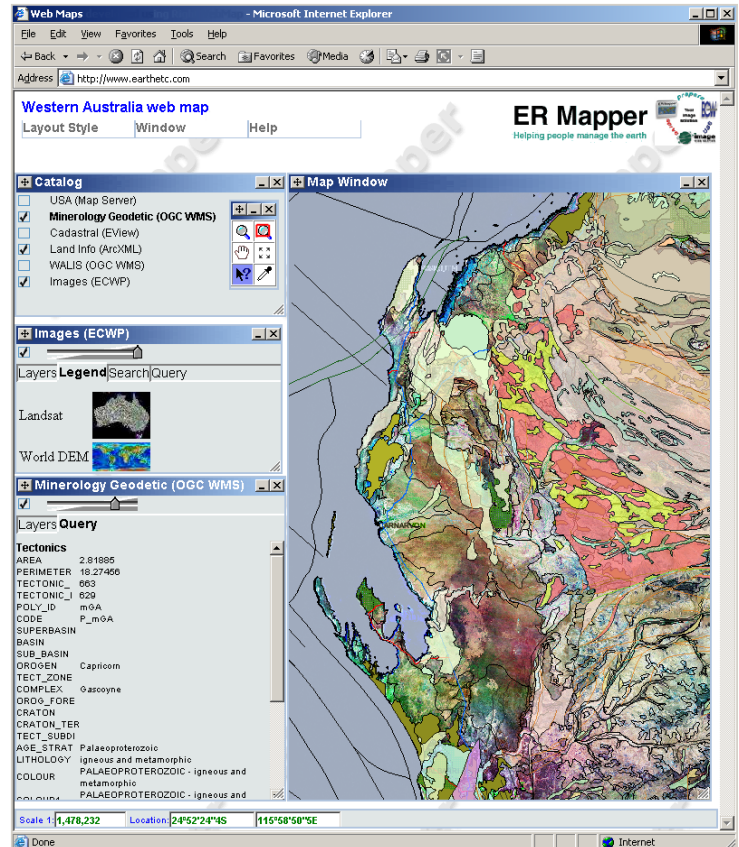 Web Maps - Microsoft Internet Explorer
File Edit View Favorites Tools Help
Back Search Favorites Media
Address http://www.earthetc.com
Western Australia web map
Layout Style Window Help
ER Mapper
Helping people manage the earth
Catalog
USA (Map Server)
Minerology Geodetic (OGC WMS)
Cadastral (EView)
Land Info (ArcXML)
WALIS (OGC WMS)
Images (ECWP)
Images (ECWP)
Layers Legend Search Query
Landsat
World DEM
Minerology Geodetic (OGC WMS)
Layers Query
Tectonics
AREA 2.81885
PERIMETER 18.27456
TECTONIC_ 663
TECTONIC_I 629
POLY_ID mGA
CODE P_mGA
SUPERBASIN
BASIN
SUB_BASIN
OROGEN Capricorn
TECT_ZONE
COMPLEX Gascoyne
OROG_FORE
CRATON
CRATON_TER
TECT_SUBDI
AGE_STRAT Palaeoproterozoic
LITHOLOGY igneous and metamorphic
COLOUR PALAEOPROTEROZOIC - igneous and
metamorphic
PALAEOPROTEROZOIC - igneous and
Map Window
ARNARVON
Scale 1: 1,478,232 Location: 24°52'24"4S 115°58'50"5E
Done Internet